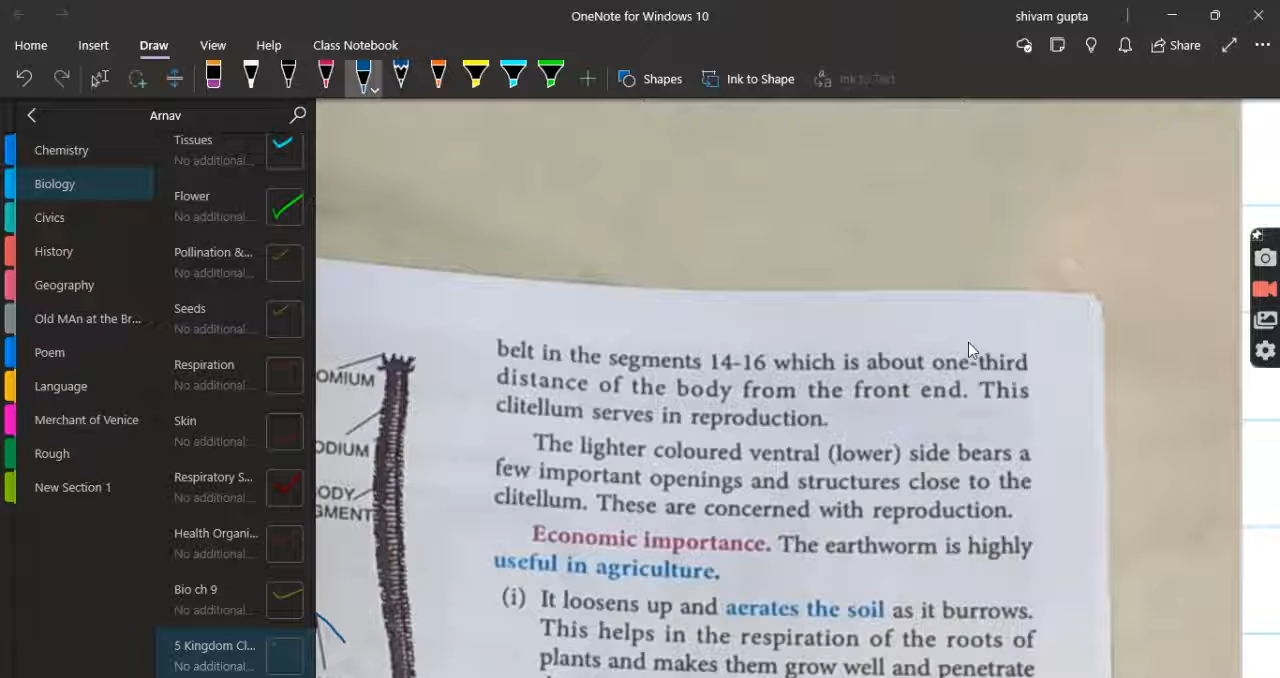 OneNote for Windows 10
shivam gupta
Home Insert Draw View Help Class Notebook
Share
Shapes
Ink to Shape
Ink to Text
Arnav
Chemistry
Biology
Civics
History
Geography
Old MAn at the Br...
Poem
Language
Merchant of Venice
Rough
New Section 1
Tissues
No additional...
Flower
No additional...
Pollination &...
No additional...
Seeds
No additional...
Respiration
No additional...
Skin
No additional...
Respiratory S...
No additional...
Health Organi...
No additional...
Bio ch 9
No additional...
5 Kingdom Cl...
No additional...
OMIUM
ODIUM
ODY
GMENT
belt in the segments 14-16 which is about one-third
distance of the body from the front end. This
clitellum serves in reproduction.
The lighter coloured ventral (lower) side bears a
few important openings and structures close to the
clitellum. These are concerned with reproduction.
Economic importance. The earthworm is highly
useful in agriculture.
(i) It loosens up and aerates the soil as it burrows.
This helps in the respiration of the roots of
plants and makes them grow well and penetrate